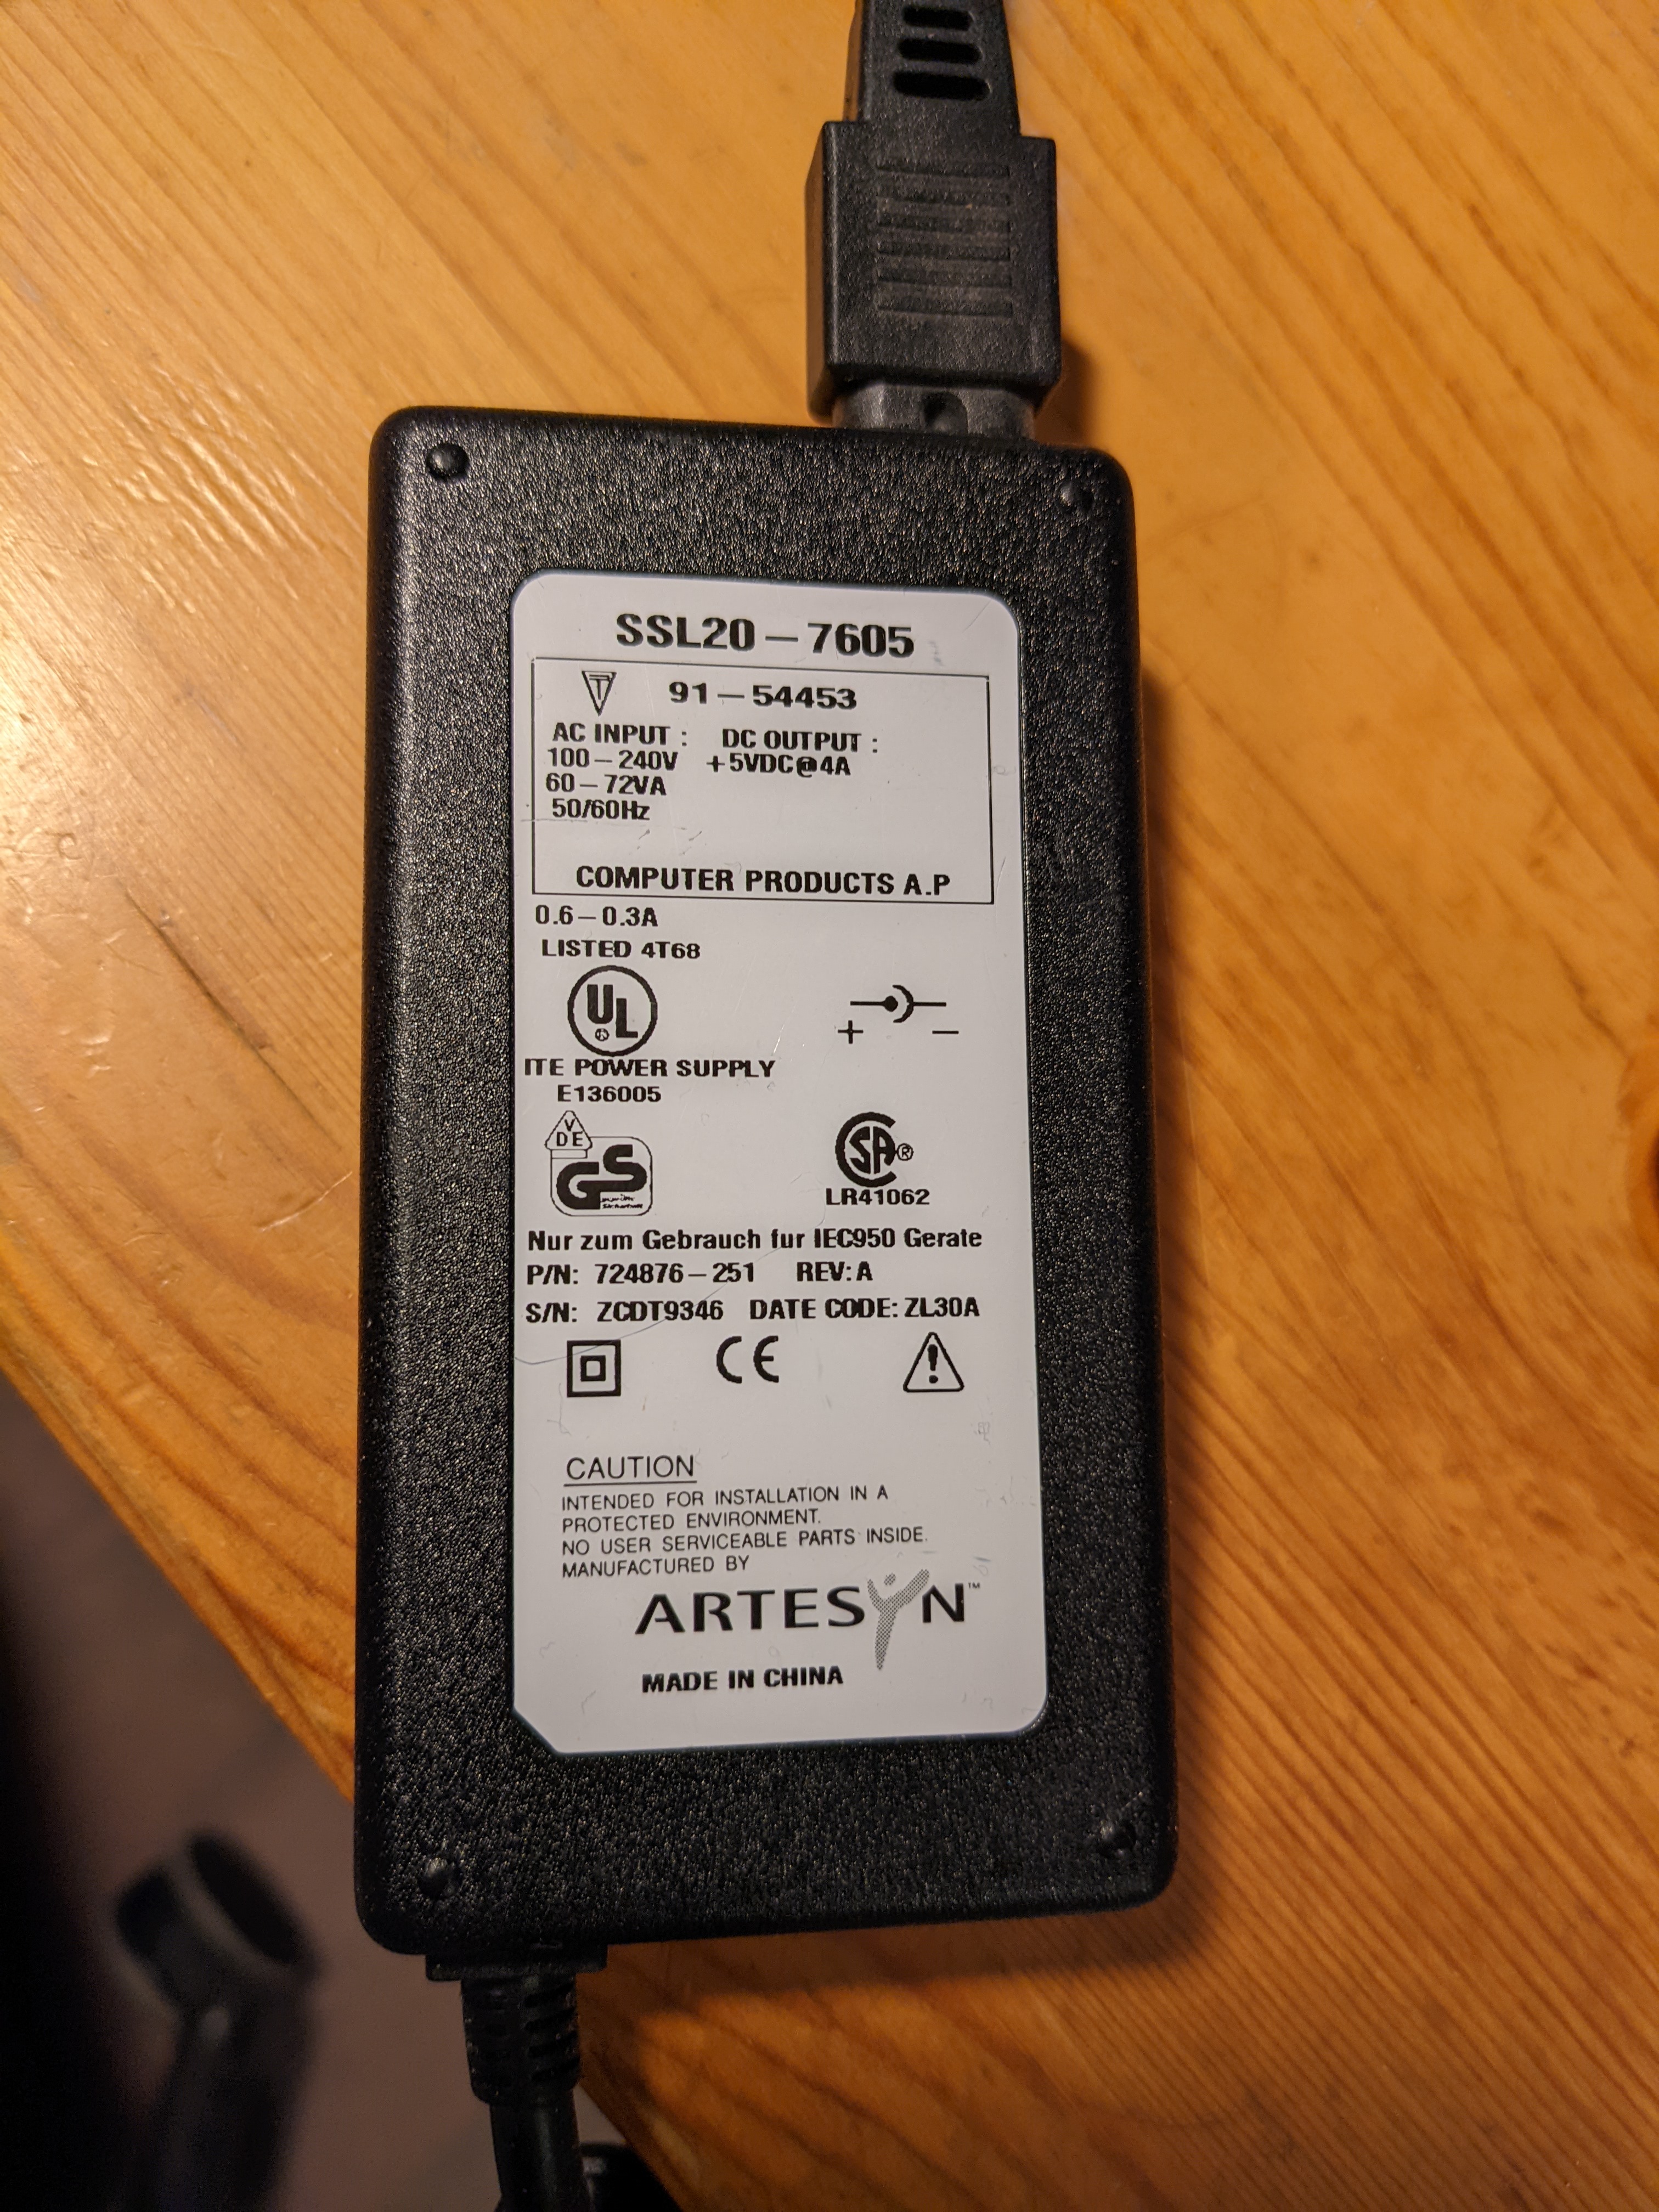 SSL20-7605
T 91-54453
AC INPUT : DC OUTPUT :
100-240V +5VDC@4A
60-72VA
50/60Hz
COMPUTER PRODUCTS A.P
0.6-0.3A
LISTED 4T68
UL
+ -
ITE POWER SUPPLY
E136005
VDE
GS SA®
LR41062
Nur zum Gebrauch fur IEC950 Gerate
P/N: 724876-251 REV:A
S/N: ZCDT9346 DATE CODE: ZL30A
CE
CAUTION
INTENDED FOR INSTALLATION IN A
PROTECTED ENVIRONMENT.
NO USER SERVICEABLE PARTS INSIDE.
MANUFACTURED BY
ARTESYN™
MADE IN CHINA